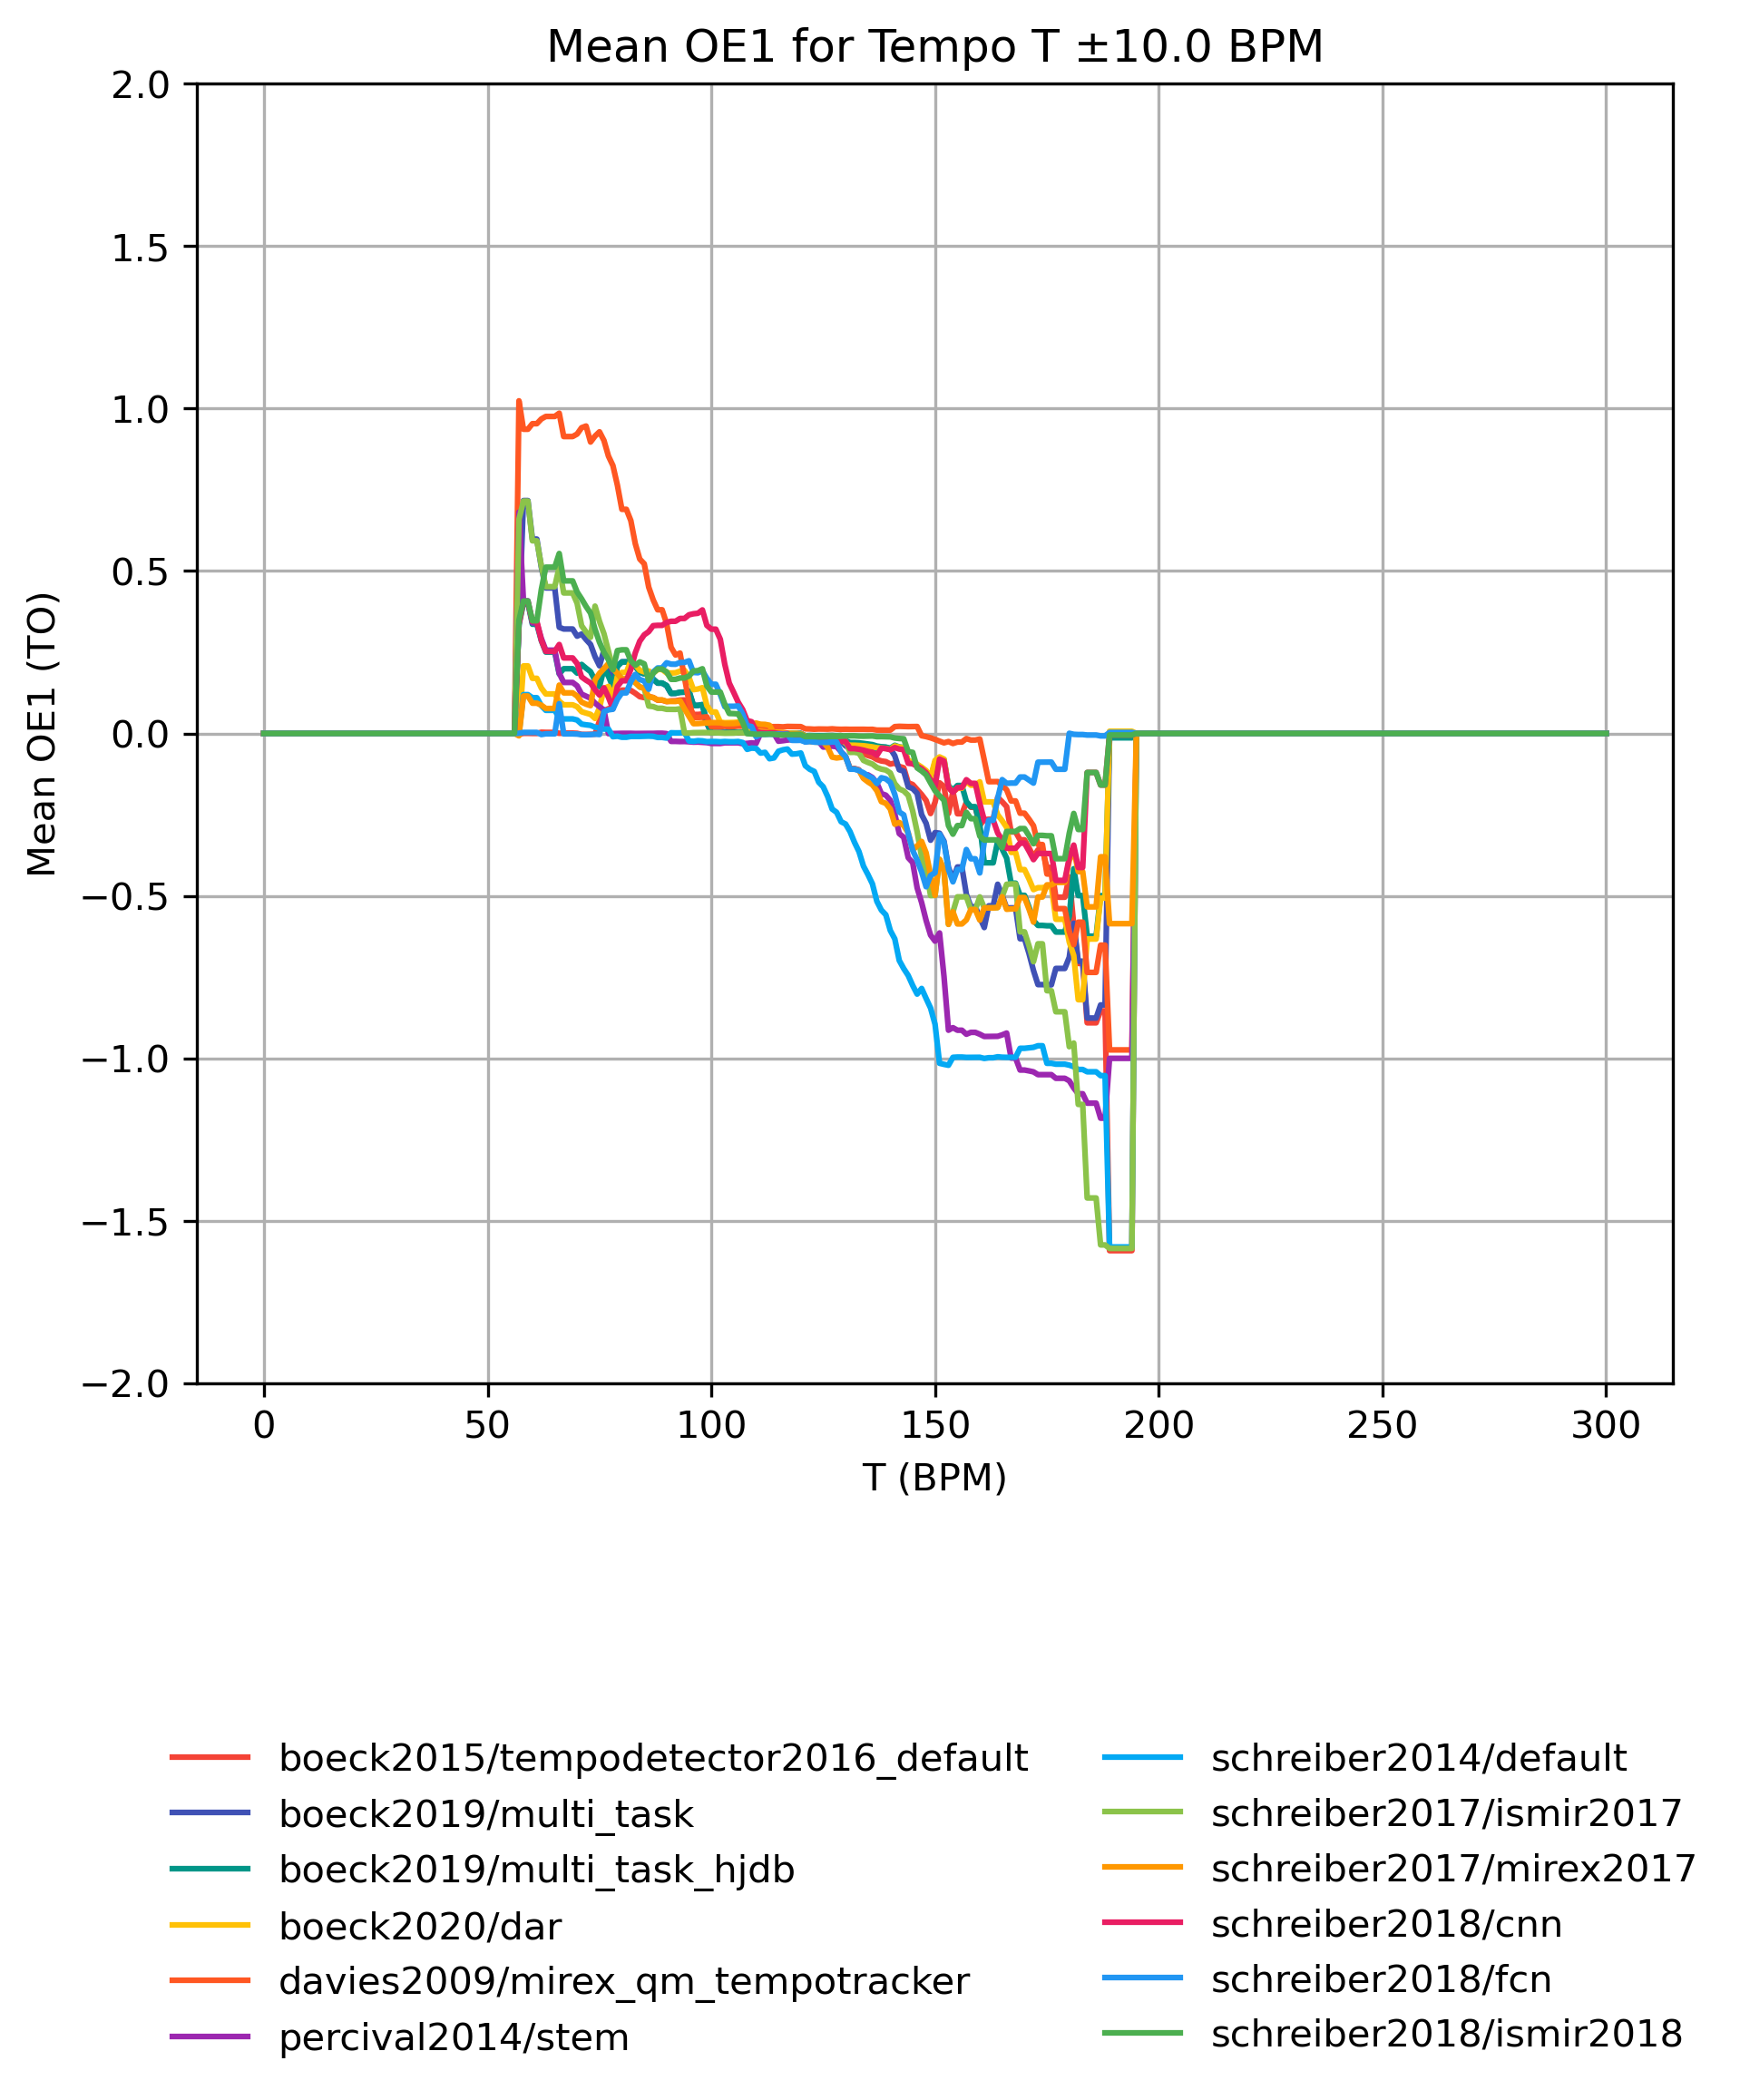 Mean OE1 for Tempo T ±10.0 BPM
2.0
1.5
1.0
0.5
0.0
−0.5
−1.0
−1.5
−2.0
Mean OE1 (TO)
0 50 100 150 200 250 300
T (BPM)
boeck2015/tempodetector2016_default
boeck2019/multi_task
boeck2019/multi_task_hjdb
boeck2020/dar
davies2009/mirex_qm_tempotracker
percival2014/stem
schreiber2014/default
schreiber2017/ismir2017
schreiber2017/mirex2017
schreiber2018/cnn
schreiber2018/fcn
schreiber2018/ismir2018